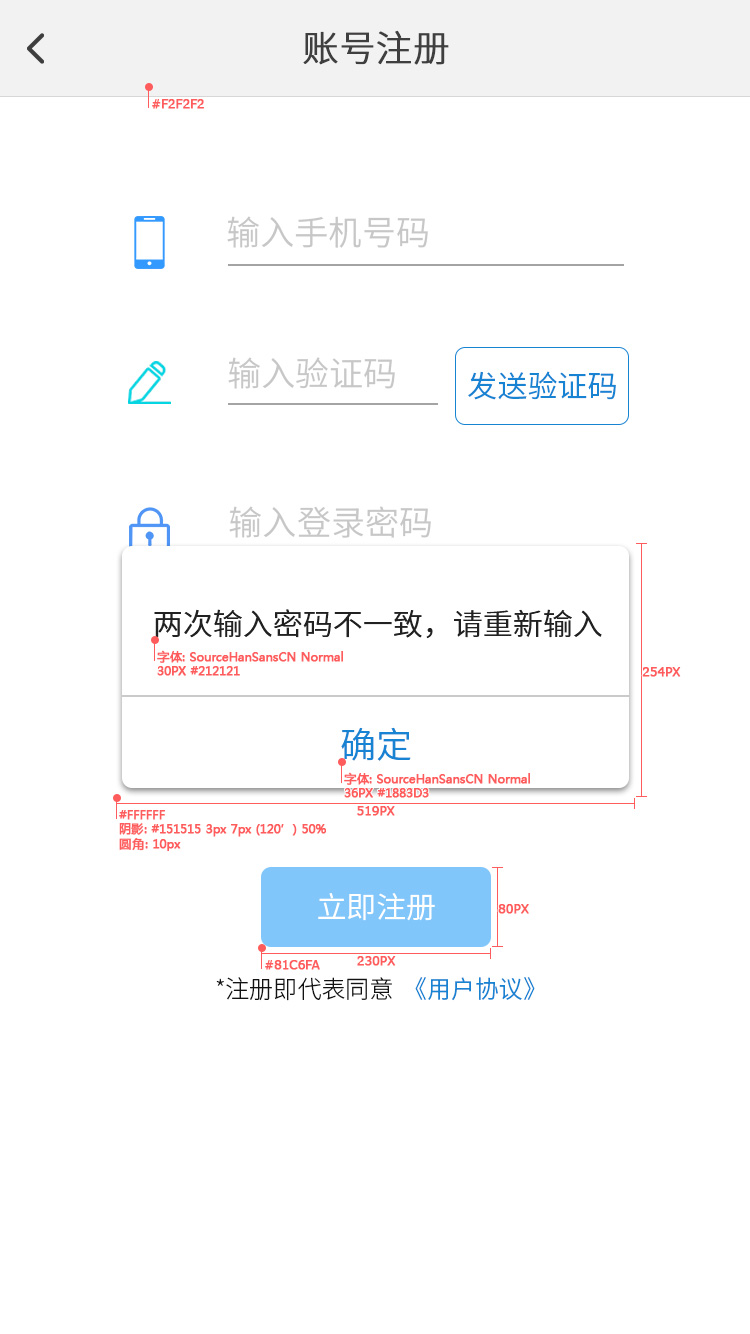 账号注册
#F2F2F2
输入手机号码
输入验证码
发送验证码
输入登录密码
两次输入密码不一致，请重新输入
字体: SourceHanSansCN Normal
30PX #212121
254PX
确定
字体: SourceHanSansCN Normal
36PX #1883D3
519PX
#FFFFFF
阴影: #151515 3px 7px (120′) 50%
圆角: 10px
立即注册
80PX
230PX
#81C6FA
*注册即代表同意 《用户协议》